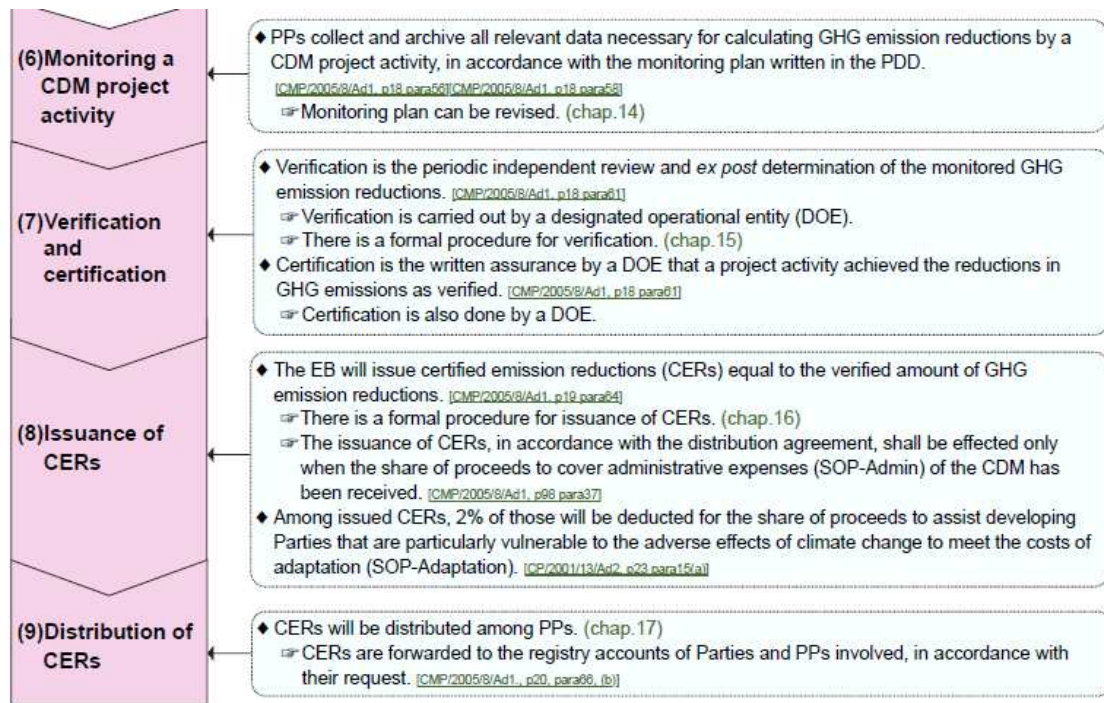 (6)Monitoring a
CDM project
activity
♦ PPs collect and archive all relevant data necessary for calculating GHG emission reductions by a
CDM project activity, in accordance with the monitoring plan written in the PDD.
[CMP/2005/8/Ad1, p18 para56][CMP/2005/8/Ad1, p18 para58]
☞Monitoring plan can be revised. (chap.14)
(7)Verification
and
certification
♦ Verification is the periodic independent review and ex post determination of the monitored GHG
emission reductions. [CMP/2005/8/Ad1, p18 para61]
☞Verification is carried out by a designated operational entity (DOE).
☞There is a formal procedure for verification. (chap.15)
♦ Certification is the written assurance by a DOE that a project activity achieved the reductions in
GHG emissions as verified. [CMP/2005/8/Ad1, p18 para61]
☞Certification is also done by a DOE.
(8)Issuance of
CERs
♦ The EB will issue certified emission reductions (CERs) equal to the verified amount of GHG
emission reductions. [CMP/2005/8/Ad1, p19 para64]
☞There is a formal procedure for issuance of CERs. (chap.16)
☞The issuance of CERs, in accordance with the distribution agreement, shall be effected only
when the share of proceeds to cover administrative expenses (SOP-Admin) of the CDM has
been received. [CMP/2005/8/Ad1, p98 para37]
♦ Among issued CERs, 2% of those will be deducted for the share of proceeds to assist developing
Parties that are particularly vulnerable to the adverse effects of climate change to meet the costs of
adaptation (SOP-Adaptation). [CP/2001/13/Ad2, p23 para15(a)]
(9)Distribution of
CERs
♦ CERs will be distributed among PPs. (chap.17)
☞CERs are forwarded to the registry accounts of Parties and PPs involved, in accordance with
their request. [CMP/2005/8/Ad1., p20, para66, (b)]